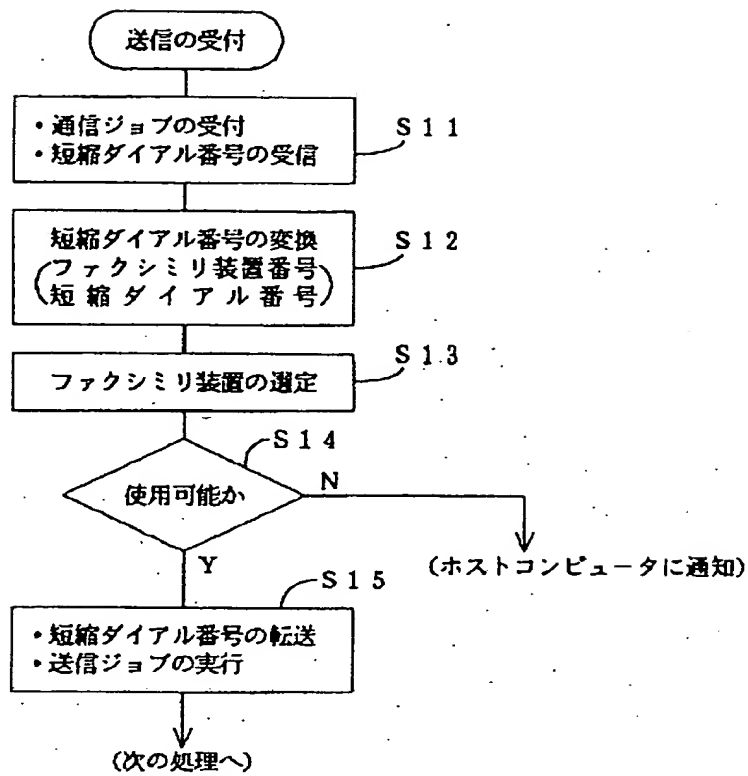 送信の受付
・通信ジョブの受付
・短縮ダイアル番号の受信
S11
短縮ダイアル番号の変換
(ファクシミリ装置番号
短縮ダイアル番号)
S12
ファクシミリ装置の選定
S13
S14
使用可能か
N
Y
(ホストコンピュータに通知)
S15
・短縮ダイアル番号の転送
・送信ジョブの実行
(次の処理へ)